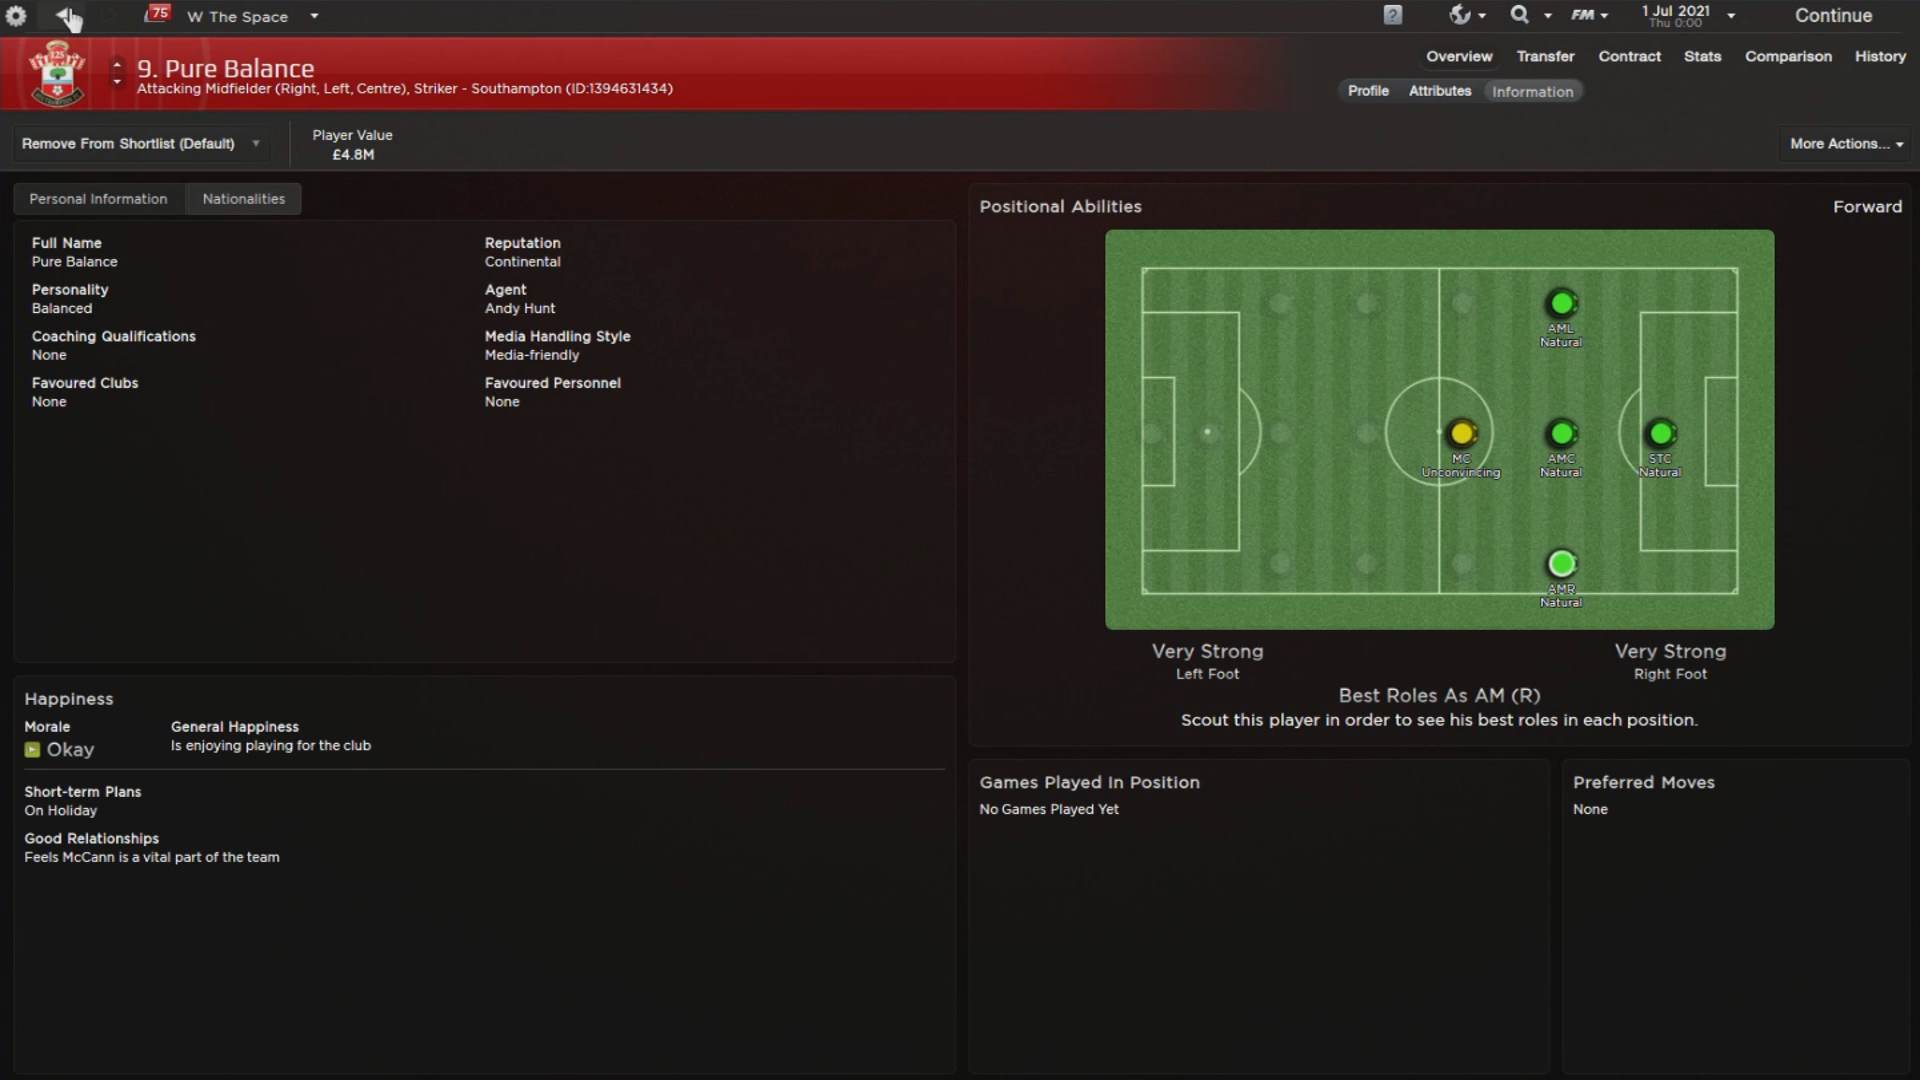 75
W The Space
?
FM
1 Jul 2021
Thu 0:00
Continue
125
9. Pure Balance
Attacking Midfielder (Right, Left, Centre), Striker - Southampton (ID:1394631434)
Overview
Transfer
Contract
Stats
Comparison
History
Profile
Attributes
Information
Remove From Shortlist (Default)
Player Value
£4.8M
More Actions...
Personal Information
Nationalities
Full Name
Pure Balance
Personality
Balanced
Coaching Qualifications
None
Favoured Clubs
None
Reputation
Continental
Agent
Andy Hunt
Media Handling Style
Media-friendly
Favoured Personnel
None
Positional Abilities
Forward
AML
Natural
MC
Unconvincing
AMC
Natural
STC
Natural
AMR
Natural
Very Strong
Left Foot
Very Strong
Right Foot
Best Roles As AM (R)
Scout this player in order to see his best roles in each position.
Happiness
Morale
Okay
General Happiness
Is enjoying playing for the club
Short-term Plans
On Holiday
Good Relationships
Feels McCann is a vital part of the team
Games Played In Position
No Games Played Yet
Preferred Moves
None